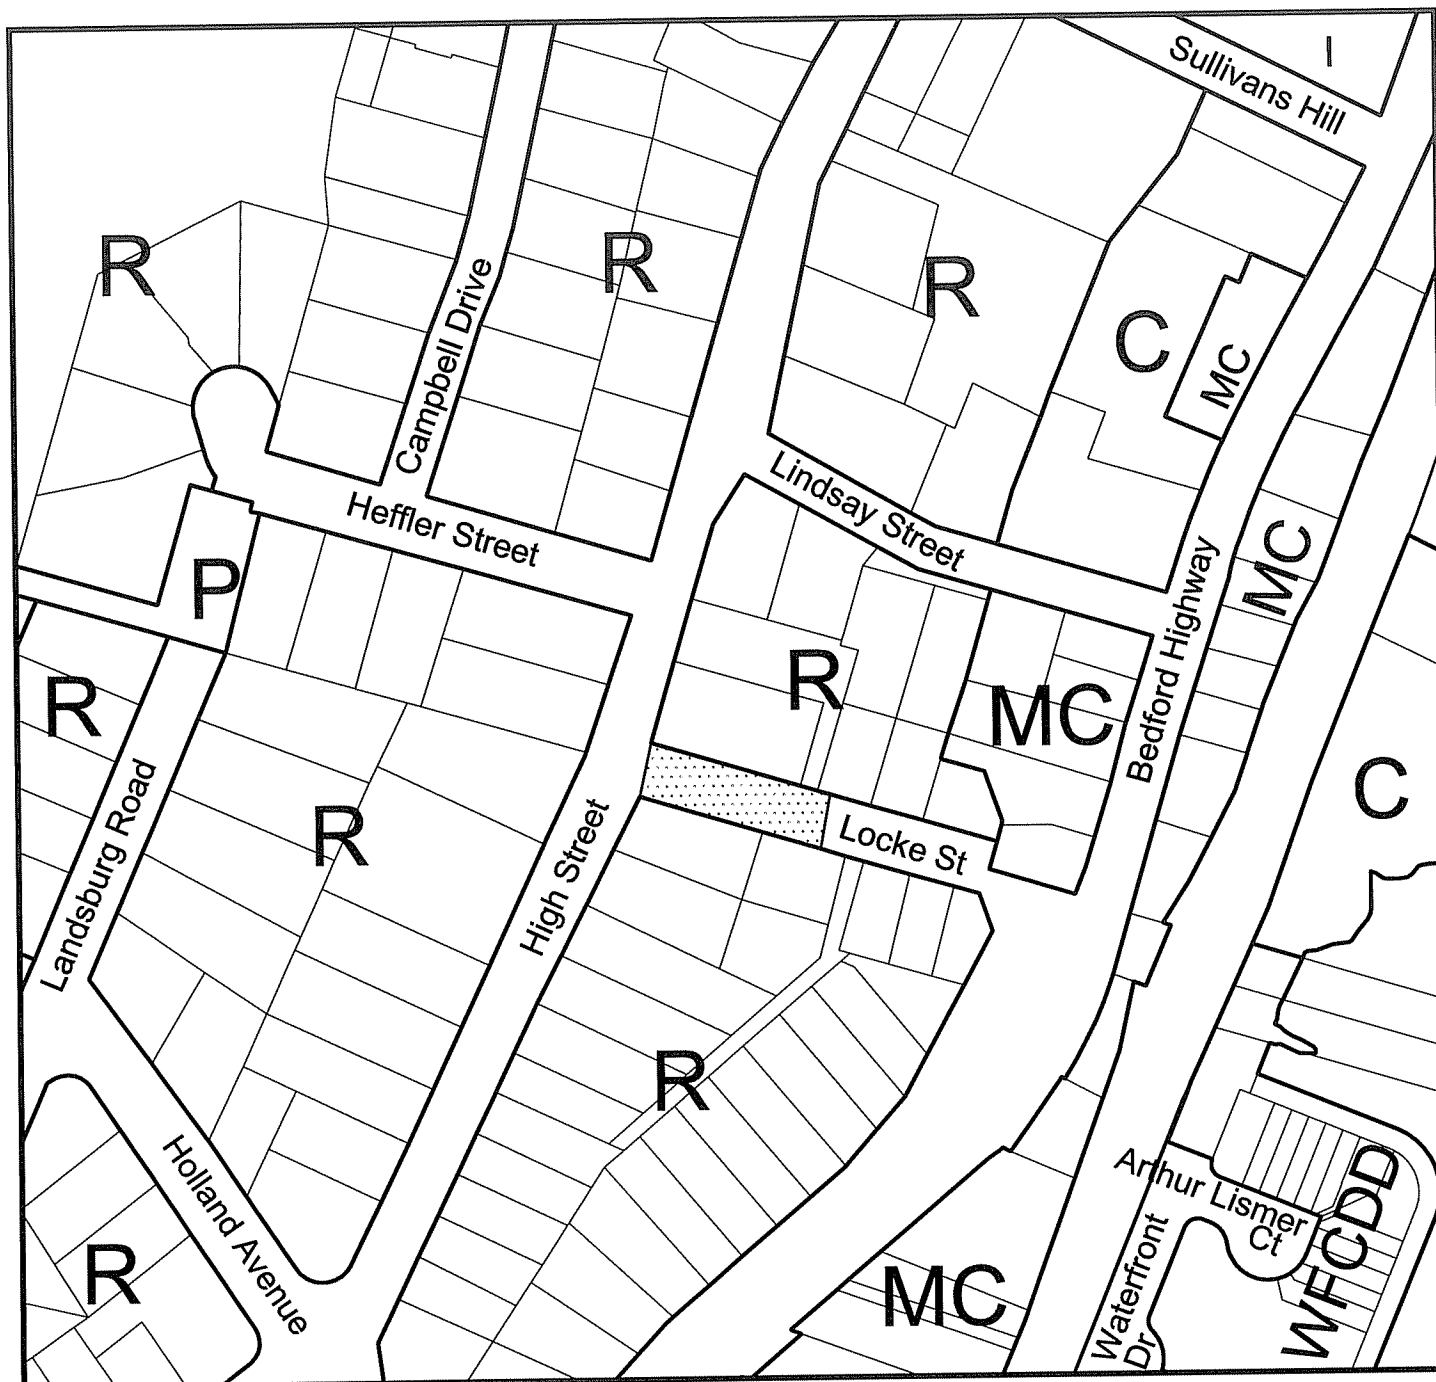 Sullivans Hill
I
R
R
R
C
MC
Campbell Drive
Lindsay Street
Heffler Street
MC
P
R
R
MC
Bedford Highway
C
Landsburg Road
R
High Street
Locke St
R
Arthur Lismer
Ct
Holland Avenue
R
MC
Waterfront
Dr
WFCDD